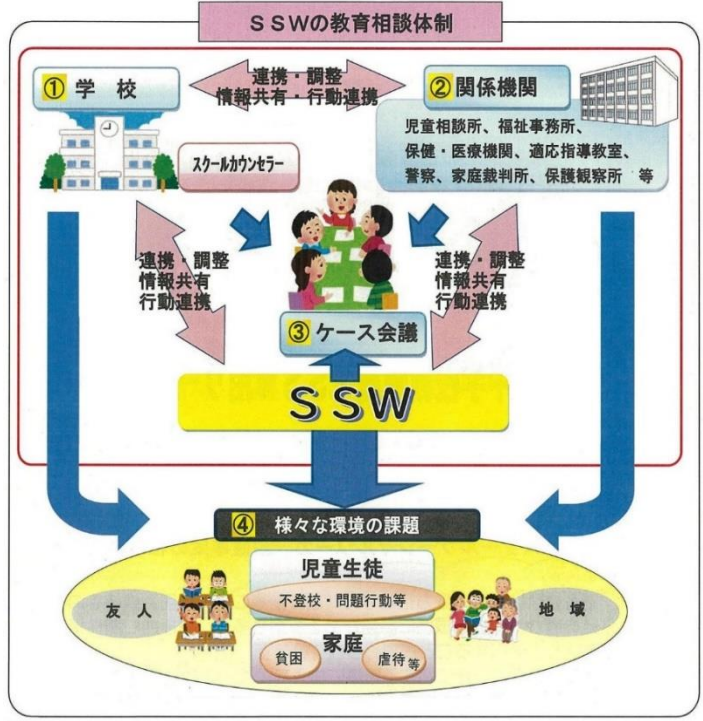 SSWの教育相談体制
① 学校
連携・調整
情報共有・行動連携
② 関係機関
児童相談所、福祉事務所、
保健・医療機関、適応指導教室、
警察、家庭裁判所、保護観察所 等
スクールカウンセラー
連携・調整
情報共有
行動連携
連携・調整
情報共有
行動連携
③ ケース会議
SSW
④ 様々な環境の課題
児童生徒
不登校・問題行動等
友人
地域
家庭
貧困
虐待等